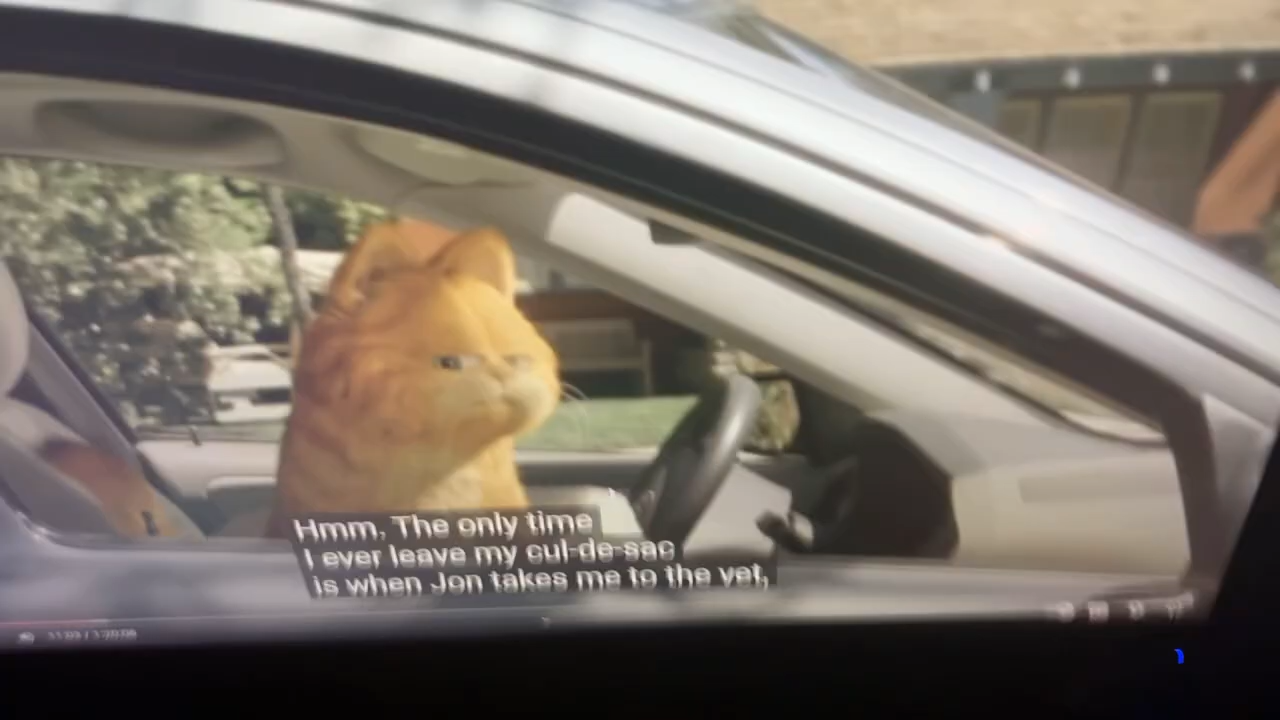 Hmm, The only time
I ever leave my cul-de-sac
is when Jon takes me to the vet,